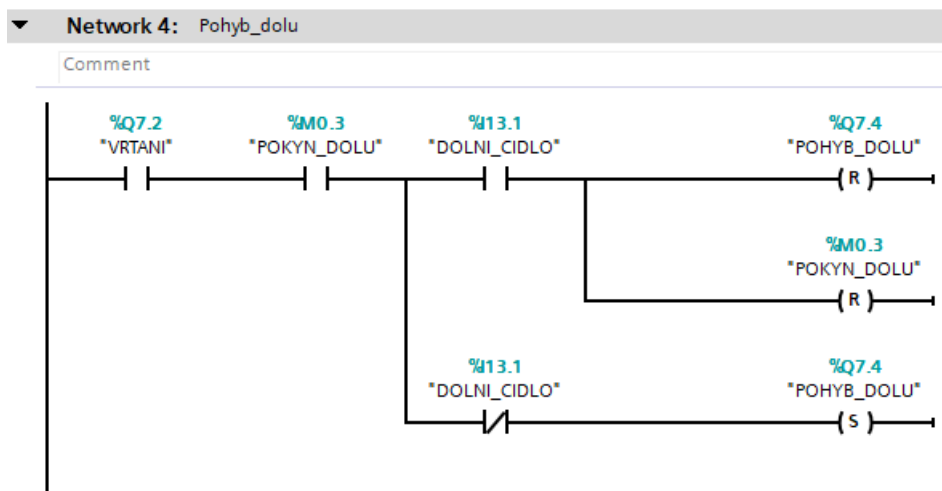 Network 4: Pohyb_dolu
Comment
%Q7.2 %M0.3 %I13.1 %Q7.4
"VRTANI" "POKYN_DOLU" "DOLNI_CIDLO" "POHYB_DOLU"
R
%M0.3
"POKYN_DOLU"
R
%I13.1 %Q7.4
"DOLNI_CIDLO" "POHYB_DOLU"
S